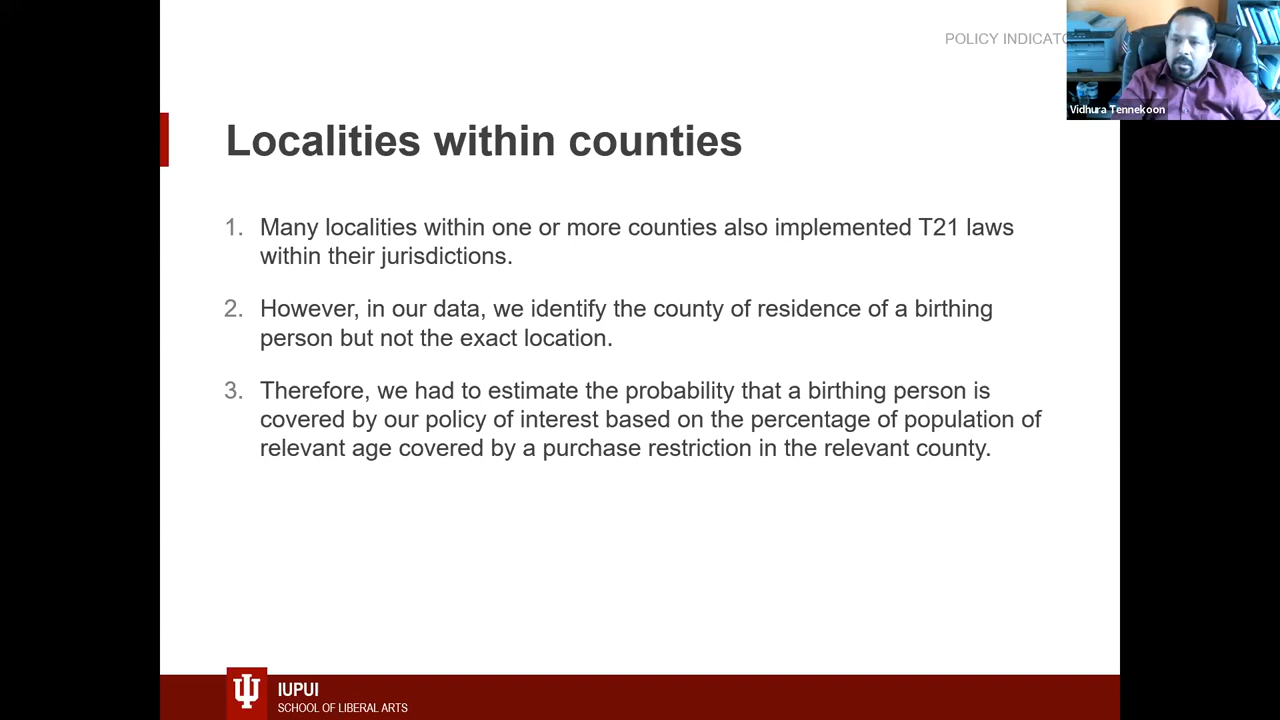 POLICY INDICATO
Vidhura Tennekoon
Localities within counties
1. Many localities within one or more counties also implemented T21 laws
within their jurisdictions.
2. However, in our data, we identify the county of residence of a birthing
person but not the exact location.
3. Therefore, we had to estimate the probability that a birthing person is
covered by our policy of interest based on the percentage of population of
relevant age covered by a purchase restriction in the relevant county.
IUPUI
SCHOOL OF LIBERAL ARTS